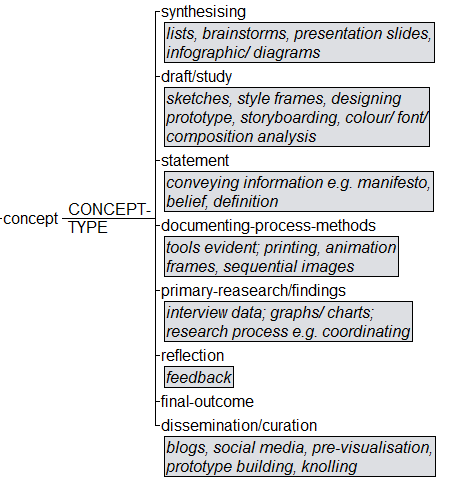 synthesising
lists, brainstorms, presentation slides,
infographic/ diagrams
draft/study
sketches, style frames, designing
prototype, storyboarding, colour/ font/
composition analysis
statement
conveying information e.g. manifesto,
belief, definition
concept
CONCEPT-
TYPE
documenting-process-methods
tools evident; printing, animation
frames, sequential images
primary-reasearch/findings
interview data; graphs/ charts;
research process e.g. coordinating
reflection
feedback
final-outcome
dissemination/curation
blogs, social media, pre-visualisation,
prototype building, knolling